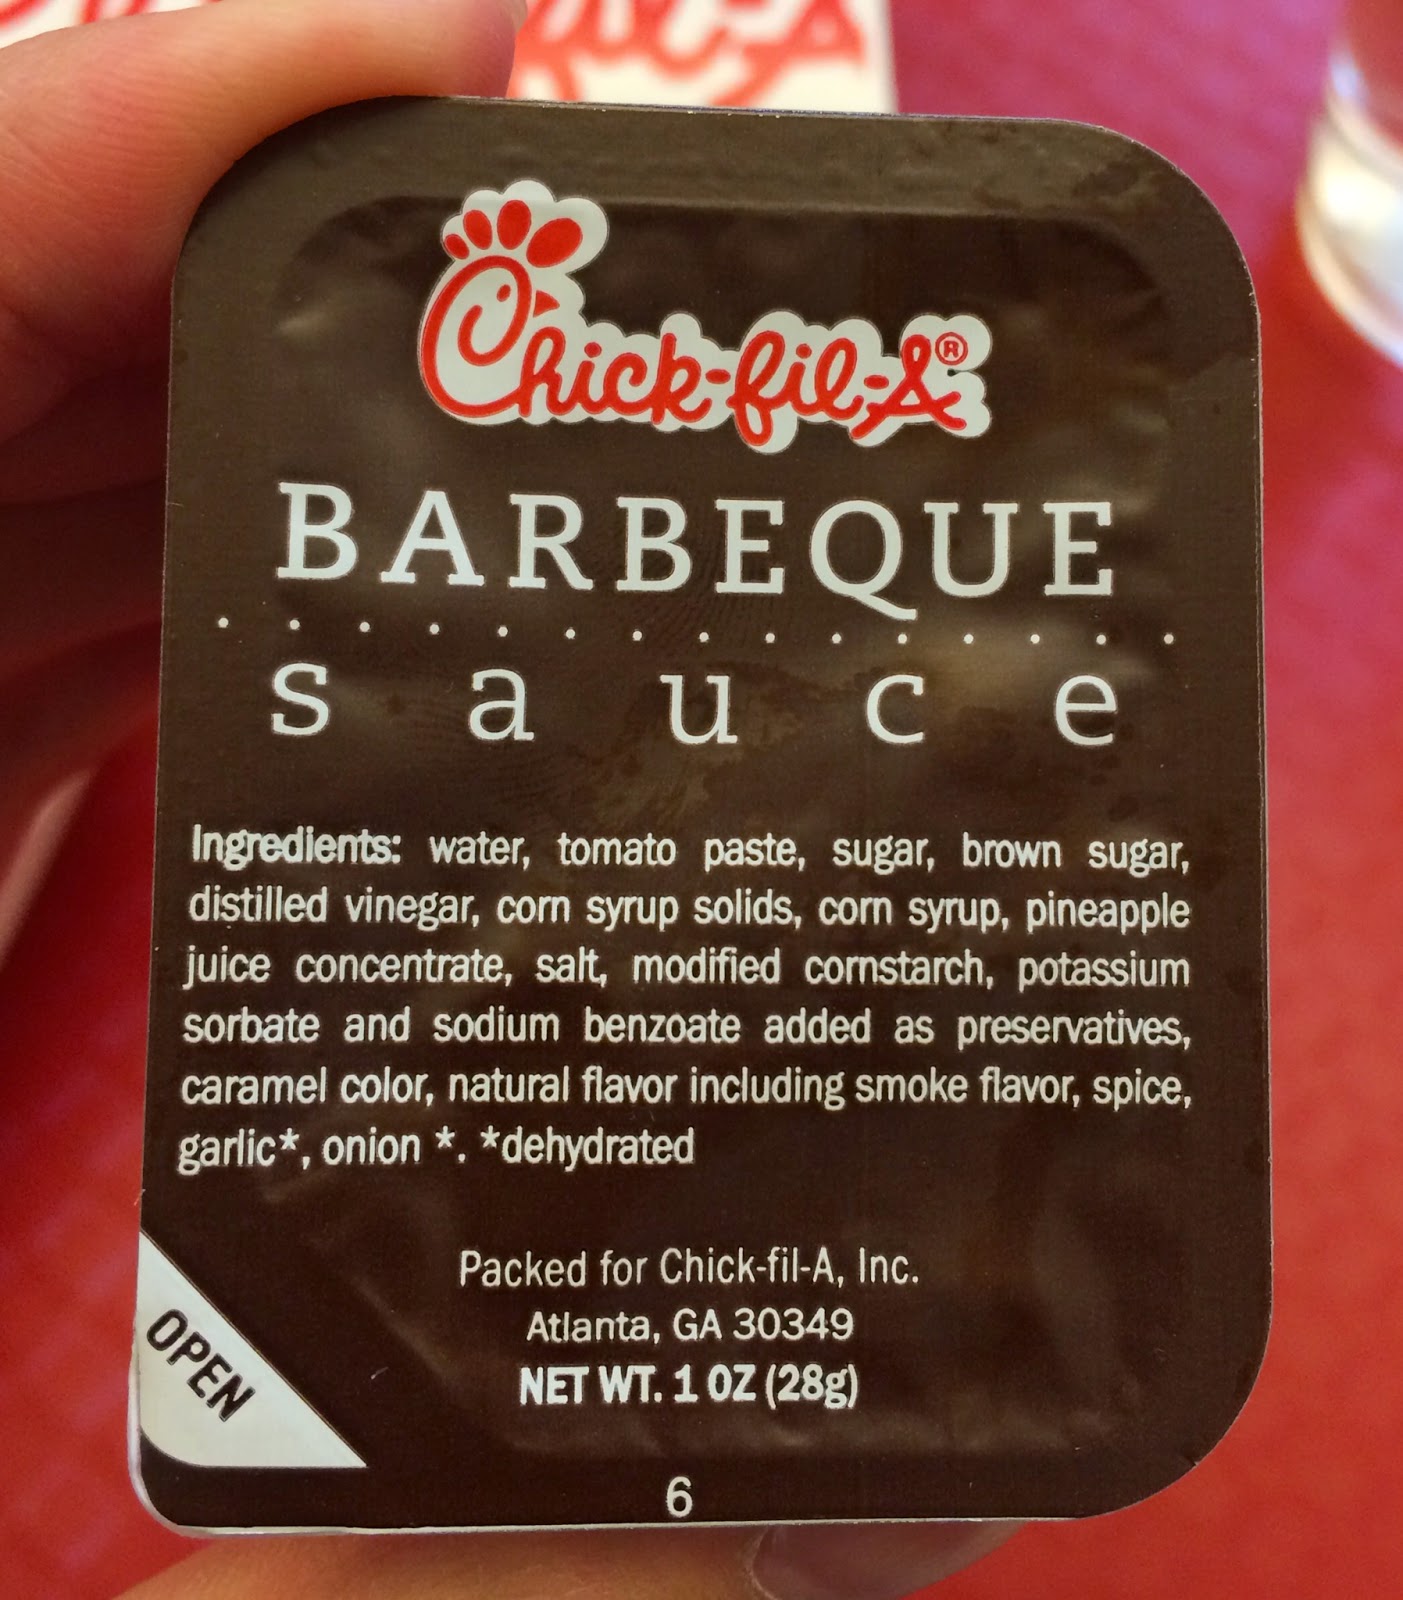 Chick-fil-A®
BARBEQUE
sauce
Ingredients: water, tomato paste, sugar, brown sugar,
distilled vinegar, corn syrup solids, corn syrup, pineapple
juice concentrate, salt, modified cornstarch, potassium
sorbate and sodium benzoate added as preservatives,
caramel color, natural flavor including smoke flavor, spice,
garlic*, onion *. *dehydrated
Packed for Chick-fil-A, Inc.
Atlanta, GA 30349
NET WT. 1 OZ (28g)
OPEN
6